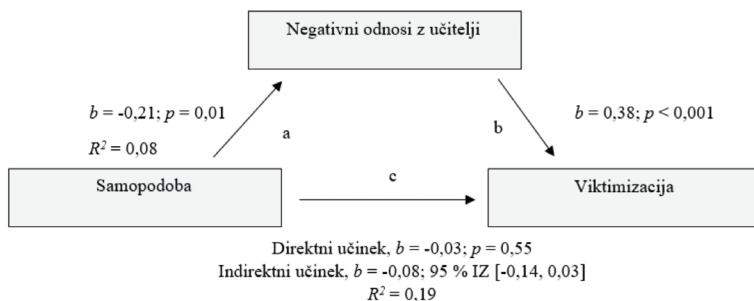 Negativni odnosi z učitelji
b = -0,21; p = 0,01
R² = 0,08
a
b
b = 0,38; p < 0,001
Samopodoba
c
Viktimizacija
Direktni učinek, b = -0,03; p = 0,55
Indirektni učinek, b = -0,08; 95 % IZ [-0,14, 0,03]
R² = 0,19